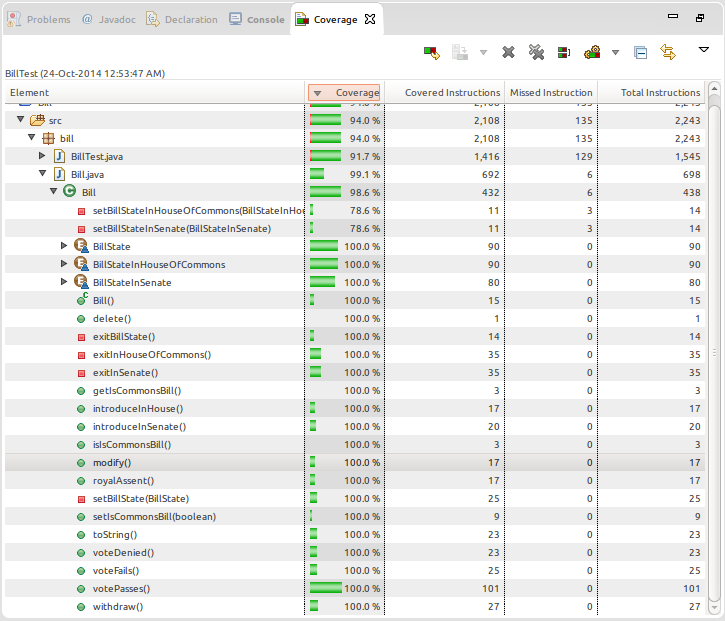 Problems @ Javadoc Declaration Console Coverage
BillTest (24-Oct-2014 12:53:47 AM)
Element Coverage Covered Instructions Missed Instruction Total Instructions
src 94.0 % 2,108 135 2,243
bill 94.0 % 2,108 135 2,243
BillTest.java 91.7 % 1,416 129 1,545
Bill.java 99.1 % 692 6 698
Bill 98.6 % 432 6 438
setBillStateInHouseOfCommons(BillStateInHou 78.6 % 11 3 14
setBillStateInSenate(BillStateInSenate) 78.6 % 11 3 14
BillState 100.0 % 90 0 90
BillStateInHouseOfCommons 100.0 % 90 0 90
BillStateInSenate 100.0 % 80 0 80
Bill() 100.0 % 15 0 15
delete() 100.0 % 1 0 1
exitBillState() 100.0 % 14 0 14
exitInHouseOfCommons() 100.0 % 35 0 35
exitInSenate() 100.0 % 35 0 35
getIsCommonsBill() 100.0 % 3 0 3
introduceInHouse() 100.0 % 17 0 17
introduceInSenate() 100.0 % 20 0 20
isIsCommonsBill() 100.0 % 3 0 3
modify() 100.0 % 17 0 17
royalAssent() 100.0 % 17 0 17
setBillState(BillState) 100.0 % 25 0 25
setIsCommonsBill(boolean) 100.0 % 9 0 9
toString() 100.0 % 23 0 23
voteDenied() 100.0 % 23 0 23
voteFails() 100.0 % 25 0 25
votePasses() 100.0 % 101 0 101
withdraw() 100.0 % 27 0 27